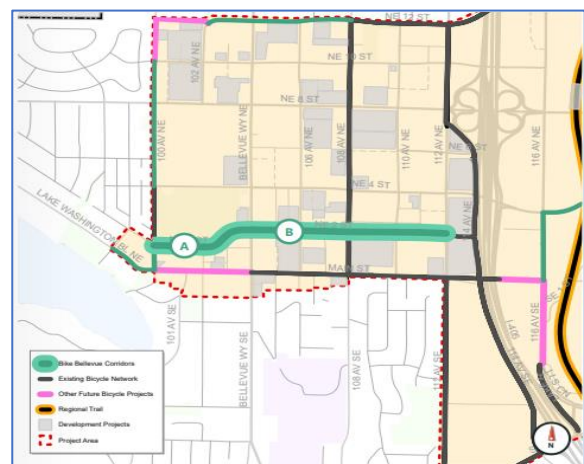 NE 12 ST
102 AV NE
NE 10 ST
NE 8 ST
100 AV NE
BELLEVUE WY NE
106 AV NE
108 AV NE
110 AV NE
112 AV NE
116 AV NE
NE 4 ST
LAKE WASHINGTON BL NE
A
B
MAIN ST
101 AV SE
BELLEVUE WY SE
108 AV SE
I-405
116 AV SE
Bike Bellevue Corridors
Existing Bicycle Network
Other Future Bicycle Projects
Regional Trail
Development Projects
Project Area
N